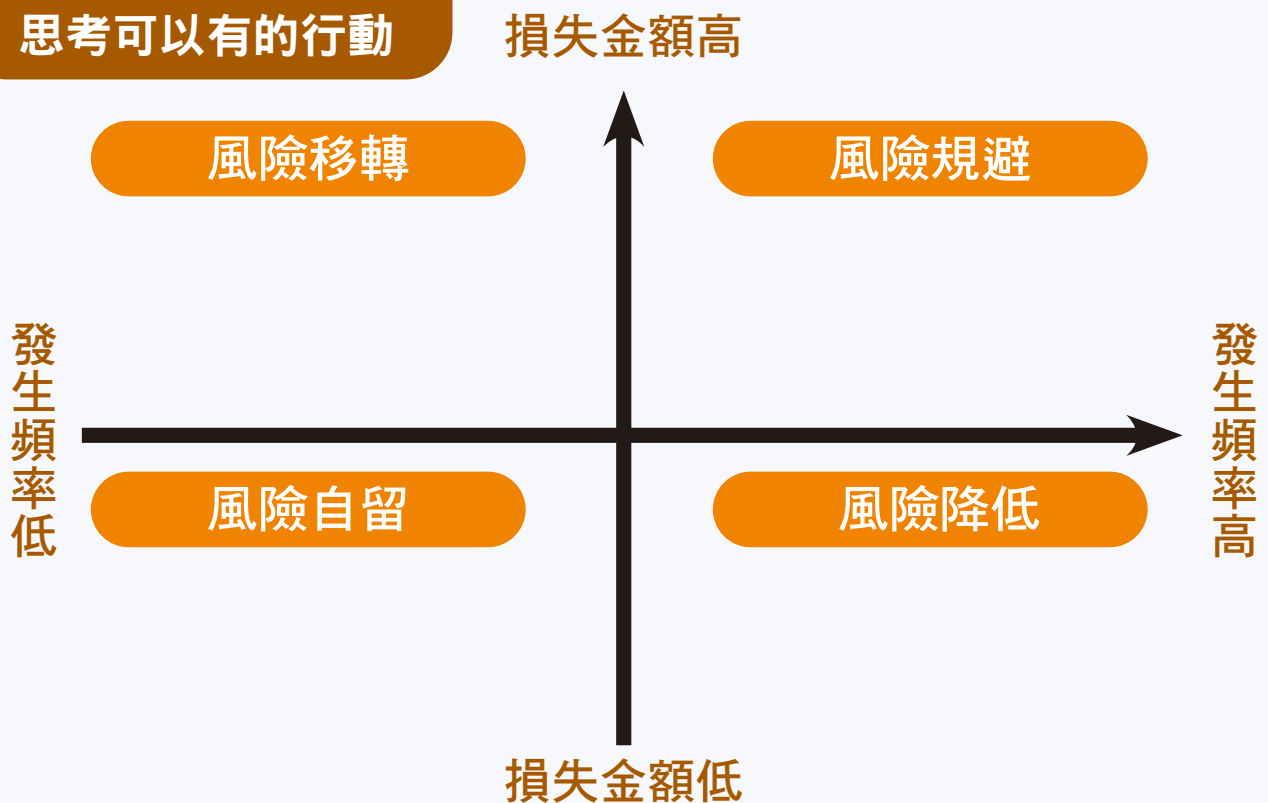 思考可以有的行動
損失金額高
風險移轉
風險規避
發生頻率低
發生頻率高
風險自留
風險降低
損失金額低